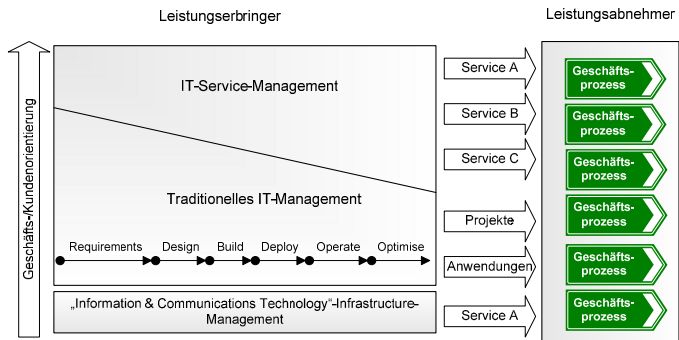 Leistungserbringer
Leistungsabnehmer
Geschäfts-/Kundenorientierung
IT-Service-Management
Traditionelles IT-Management
Requirements
Design
Build
Deploy
Operate
Optimise
„Information & Communications Technology“-Infrastructure-
Management
Service A
Service B
Service C
Projekte
Anwendungen
Service A
Geschäfts-
prozess
Geschäfts-
prozess
Geschäfts-
prozess
Geschäfts-
prozess
Geschäfts-
prozess
Geschäfts-
prozess